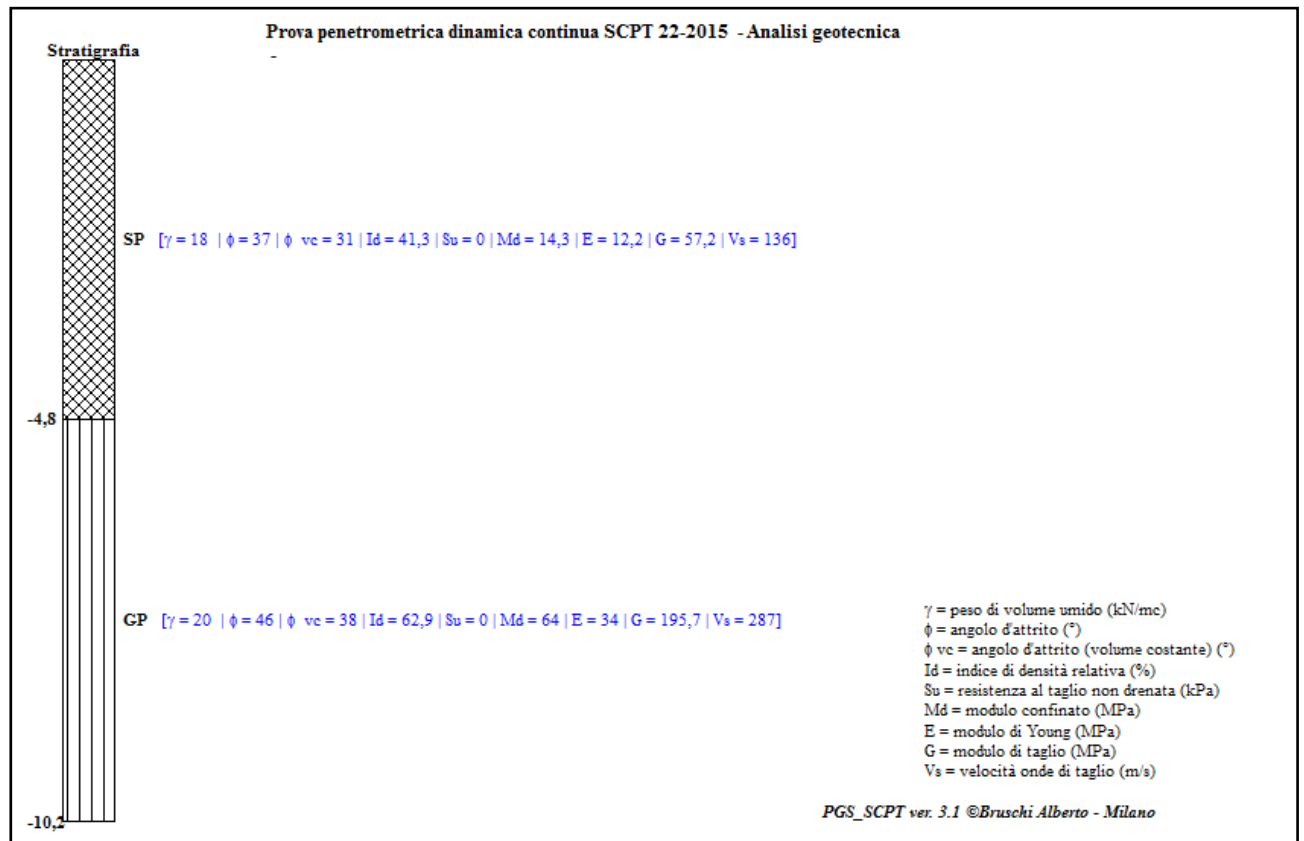 Prova penetrometrica dinamica continua SCPT 22-2015 - Analisi geotecnica
Stratigrafia
-
SP [γ = 18 | ϕ = 37 | ϕ vc = 31 | Id = 41,3 | Su = 0 | Md = 14,3 | E = 12,2 | G = 57,2 | Vs = 136]
-4,8
GP [γ = 20 | ϕ = 46 | ϕ vc = 38 | Id = 62,9 | Su = 0 | Md = 64 | E = 34 | G = 195,7 | Vs = 287]
γ = peso di volume umido (kN/mc)
ϕ = angolo d'attrito (°)
ϕ vc = angolo d'attrito (volume costante) (°)
Id = indice di densità relativa (%)
Su = resistenza al taglio non drenata (kPa)
Md = modulo confinato (MPa)
E = modulo di Young (MPa)
G = modulo di taglio (MPa)
Vs = velocità onde di taglio (m/s)
PGS_SCPT ver. 3.1 ©Bruschi Alberto - Milano
-10,2